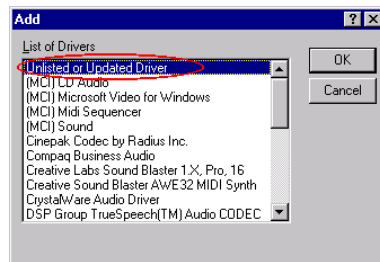 Add
List of Drivers
Unlisted or Updated Driver
(MCI) CD Audio
(MCI) Microsoft Video for Windows
(MCI) Midi Sequencer
(MCI) Sound
Cinepak Codec by Radius Inc.
Compaq Business Audio
Creative Labs Sound Blaster 1.X, Pro, 16
Creative Sound Blaster AWE32 MIDI Synth
CrystalWare Audio Driver
DSP Group TrueSpeech(TM) Audio CODEC
OK
Cancel